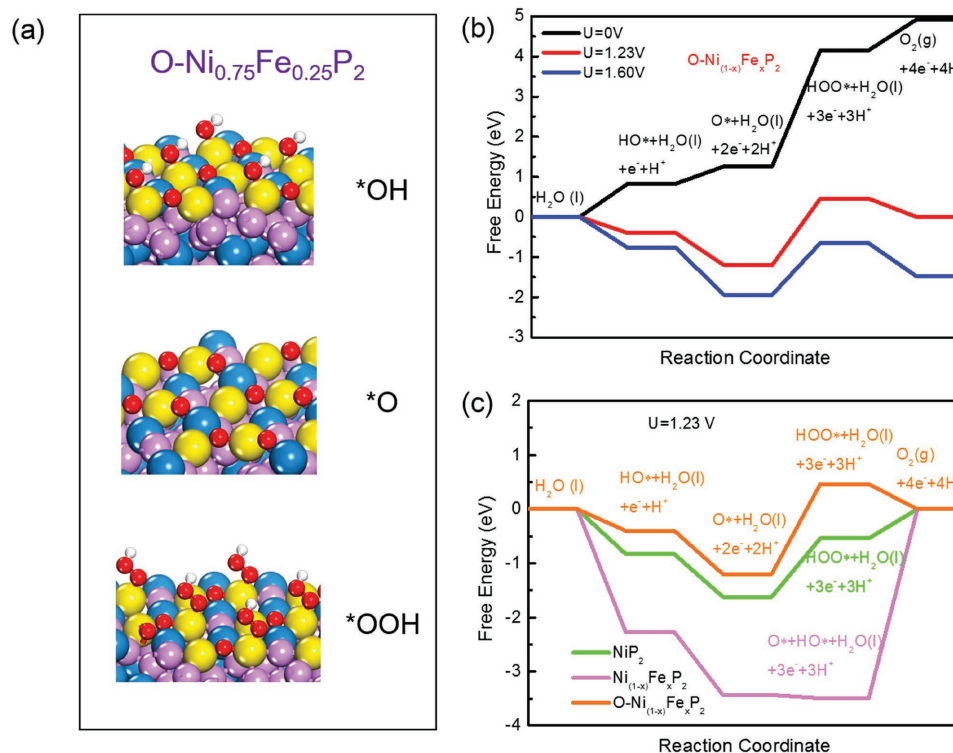 (a)
O-Ni0.75Fe0.25P2
*OH
*O
*OOH
(b)
5
4
3
2
1
0
-1
-2
-3
Free Energy (eV)
U=0V
U=1.23V
U=1.60V
O-Ni(1-x)FexP2
H2O (l)
HO*+H2O(l)
+e-+H+
O*+H2O(l)
+2e-+2H+
HOO*+H2O(l)
+3e-+3H+
O2(g)
+4e-+4H
Reaction Coordinate
(c)
2
1
0
-1
-2
-3
-4
Free Energy (eV)
U=1.23 V
H2O (l)
HO*+H2O(l)
+e-+H+
O*+H2O(l)
+2e-+2H+
HOO*+H2O(l)
+3e-+3H+
O2(g)
+4e-+4H
HOO*+H2O(l)
+3e-+3H+
O*+HO*+H2O(l)
+3e-+3H+
NiP2
Ni(1-x)FexP2
O-Ni(1-x)FexP2
Reaction Coordinate